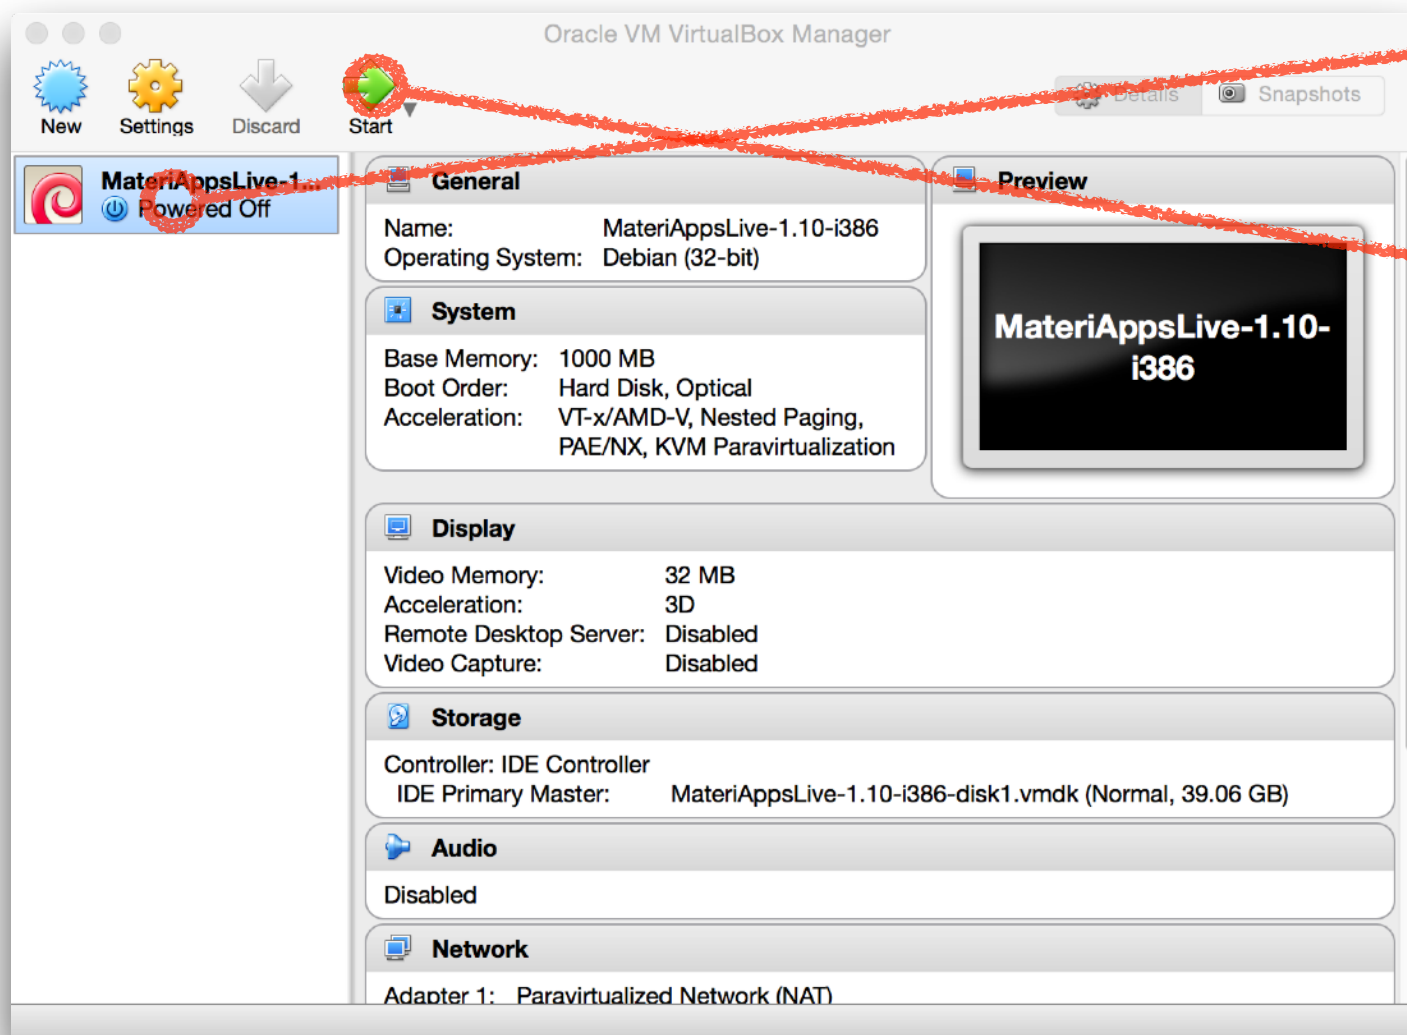 Oracle VM VirtualBox Manager
New
Settings
Discard
Start
Details
Snapshots
MateriAppsLive-1...
Powered Off
General
Name: MateriAppsLive-1.10-i386
Operating System: Debian (32-bit)
Preview
MateriAppsLive-1.10-
i386
System
Base Memory: 1000 MB
Boot Order: Hard Disk, Optical
Acceleration: VT-x/AMD-V, Nested Paging,
PAE/NX, KVM Paravirtualization
Display
Video Memory: 32 MB
Acceleration: 3D
Remote Desktop Server: Disabled
Video Capture: Disabled
Storage
Controller: IDE Controller
IDE Primary Master: MateriAppsLive-1.10-i386-disk1.vmdk (Normal, 39.06 GB)
Audio
Disabled
Network
Adapter 1: Paravirtualized Network (NAT)